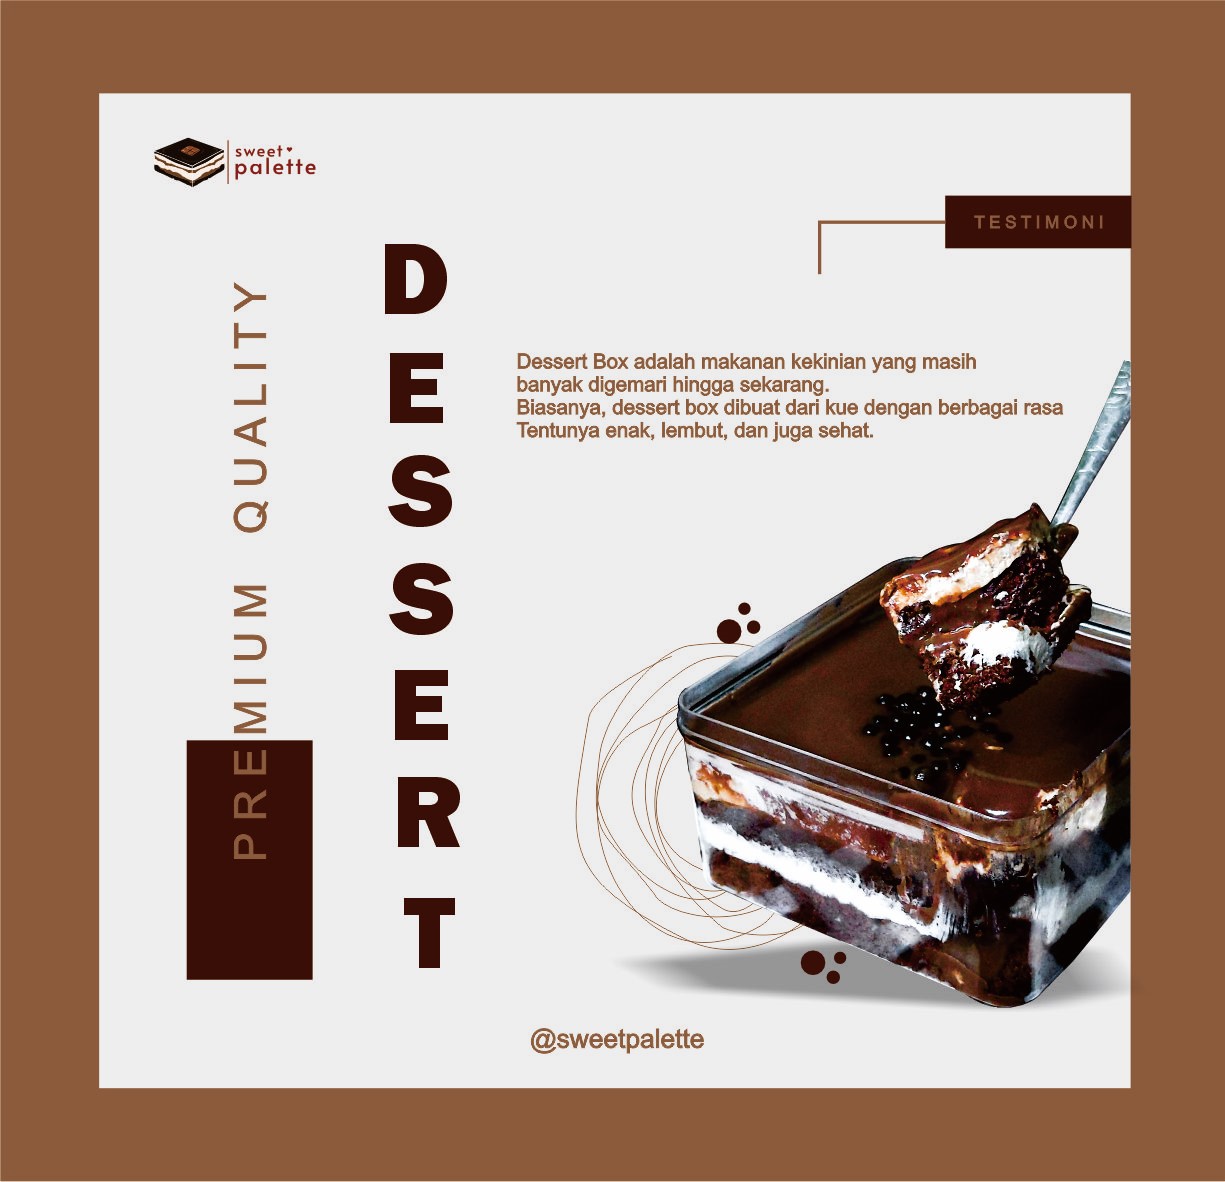 sweet
palette
TESTIMONI
PREMIUM QUALITY
DESSERT
Dessert Box adalah makanan kekinian yang masih
banyak digemari hingga sekarang.
Biasanya, dessert box dibuat dari kue dengan berbagai rasa
Tentunya enak, lembut, dan juga sehat.
@sweetpalette